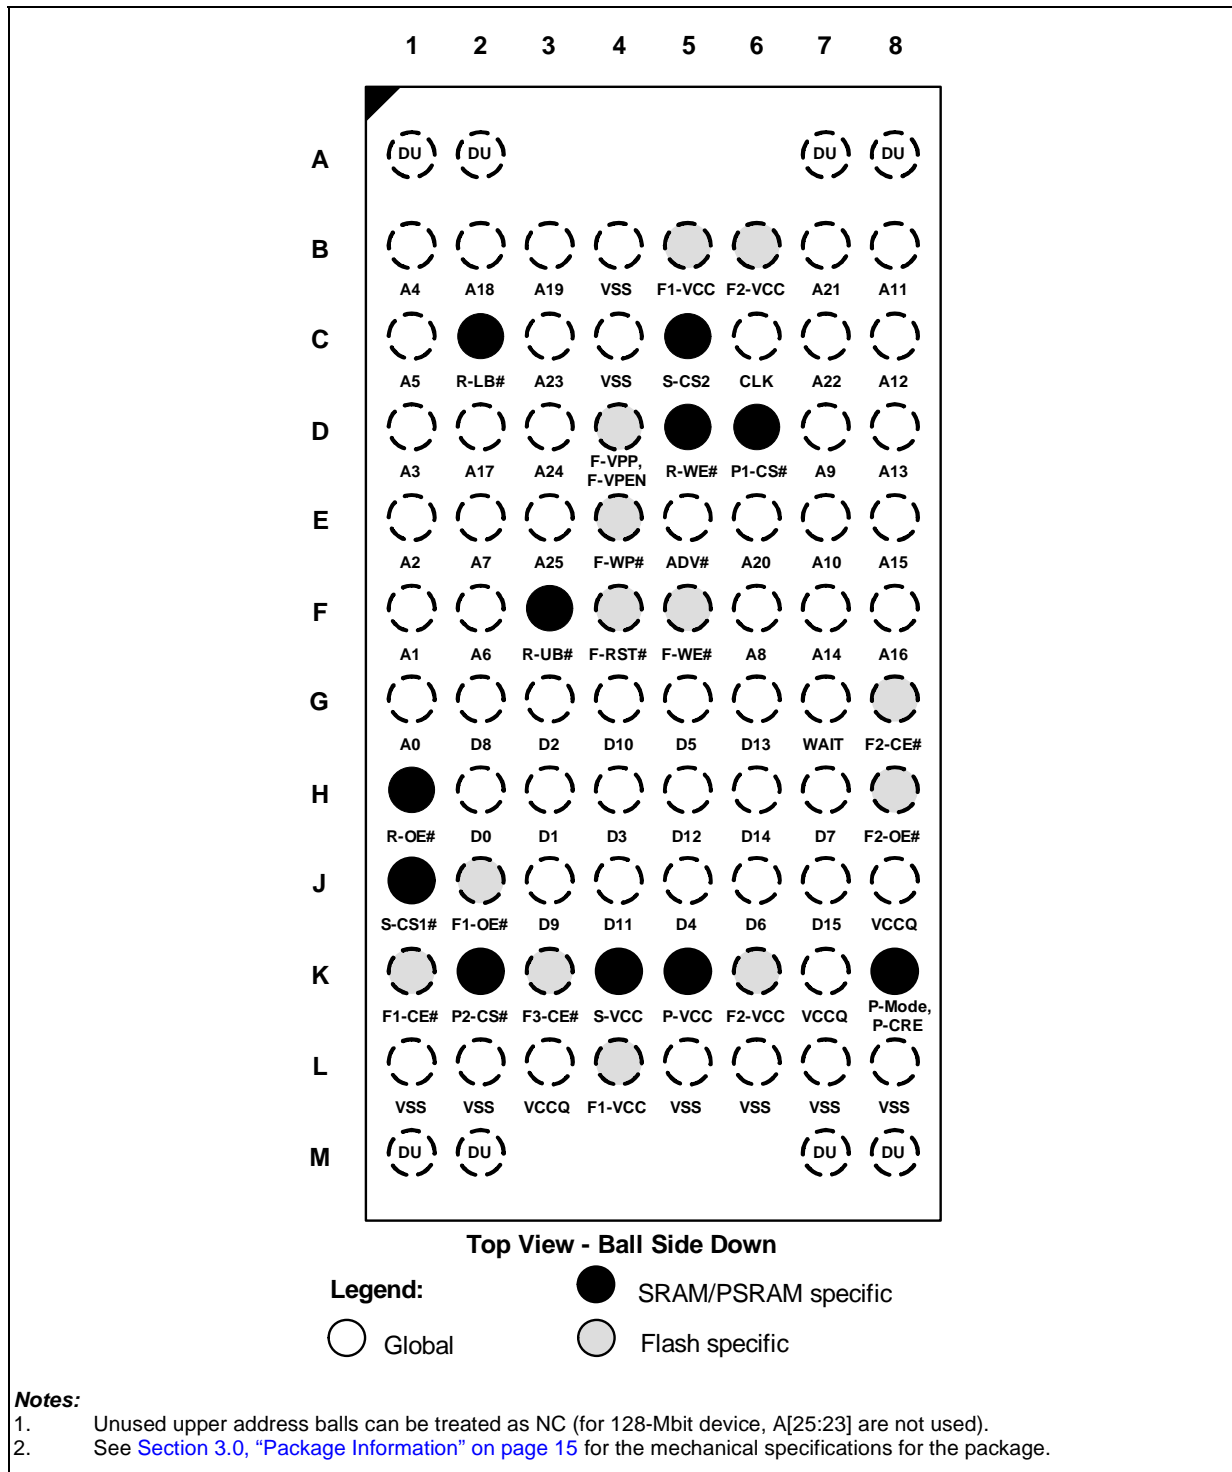 1 2 3 4 5 6 7 8
A DU DU DU DU
B
A4 A18 A19 VSS F1-VCC F2-VCC A21 A11
C
A5 R-LB# A23 VSS S-CS2 CLK A22 A12
D
A3 A17 A24 F-VPP, F-VPEN R-WE# P1-CS# A9 A13
E
A2 A7 A25 F-WP# ADV# A20 A10 A15
F
A1 A6 R-UB# F-RST# F-WE# A8 A14 A16
G
A0 D8 D2 D10 D5 D13 WAIT F2-CE#
H
R-OE# D0 D1 D3 D12 D14 D7 F2-OE#
J
S-CS1# F1-OE# D9 D11 D4 D6 D15 VCCQ
K
F1-CE# P2-CS# F3-CE# S-VCC P-VCC F2-VCC VCCQ P-Mode, P-CRE
L
VSS VSS VCCQ F1-VCC VSS VSS VSS VSS
M DU DU DU DU
Top View - Ball Side Down
Legend: SRAM/PSRAM specific
Global Flash specific
Notes:
1. Unused upper address balls can be treated as NC (for 128-Mbit device, A[25:23] are not used).
2. See Section 3.0, “Package Information” on page 15 for the mechanical specifications for the package.